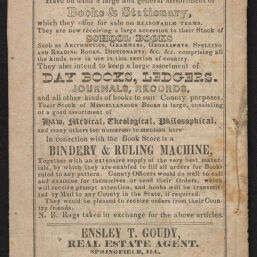 Have on hand a large and general assortment of
Books & Stationary,
which they offer for sale on REASONABLE TERMS.
They are now receiving a large accession to their Stock of
SCHOOL BOOKS
Such as ARITHMETICS, GRAMMARS, GEOGRAPHIES, SPELLING
AND READING BOOKS, DICTIONARYS, &c. &c. comprising all
the kinds now in use in this section of country.
They also intend to keep a large assortment of
DAY BOOKS, LEDGERS.
JOURNALS, RECORDS,
and all other kinds of books to suit County purposes.
Their Stock of MISCELLANEOUS BOOKS is large, consisting
of a good assortment of
Law, Medical, Theological, Philosophical,
and many others too numerous to mention here
In conection with the Book Store is a
BINDERY & RULING MACHINE,
Together with an extensive supply of the very best mate-
rials, by which they are enabled to fill all orders for Books
ruled to any pattern. County Officers would do well to call
and examine for themselves, or send their Orders, which
will receive prompt attention, and books will be transmit-
ted by Mail to any County in the State, if required.
They would be pleased to receive orders from their Coun-
try friends.
N. B. Rags taken in exchange for the above articles.
ENSLEY T. GOUDY,
REAL ESTATE AGENT.
SPRINGFIELD, ILL.